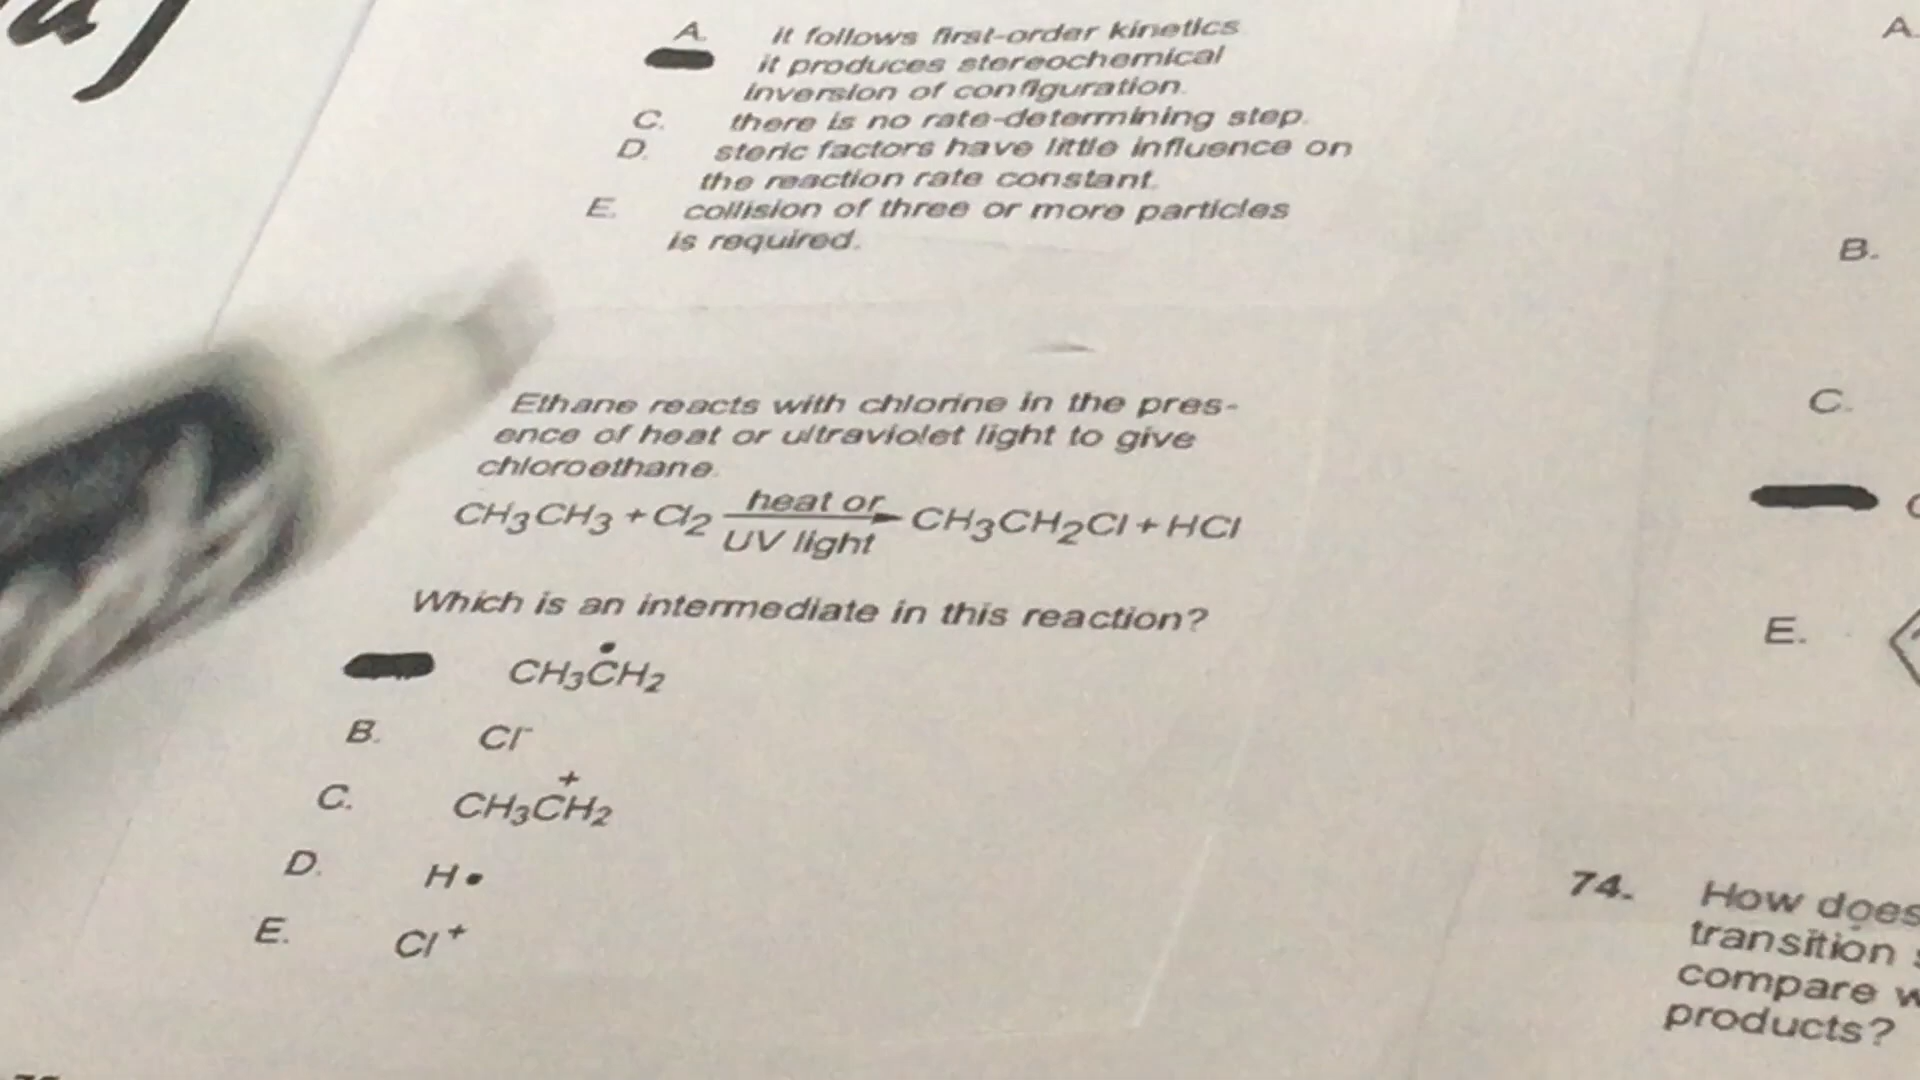 A. it follows first-order kinetics
it produces stereochemical
inversion of configuration.
C. there is no rate-determining step.
D. steric factors have little influence on
the reaction rate constant.
E. collision of three or more particles
is required.
Ethane reacts with chlorine in the pres-
ence of heat or ultraviolet light to give
chloroethane.
CH₃CH₃ + Cl₂ heat or UV light → CH₃CH₂Cl + HCl
Which is an intermediate in this reaction?
CH₃ĊH₂
B. Cl⁻
C. CH₃C⁺H₂
D. H•
E. Cl⁺
A.
B.
C.
E.
74. How does
transition
compare
products?